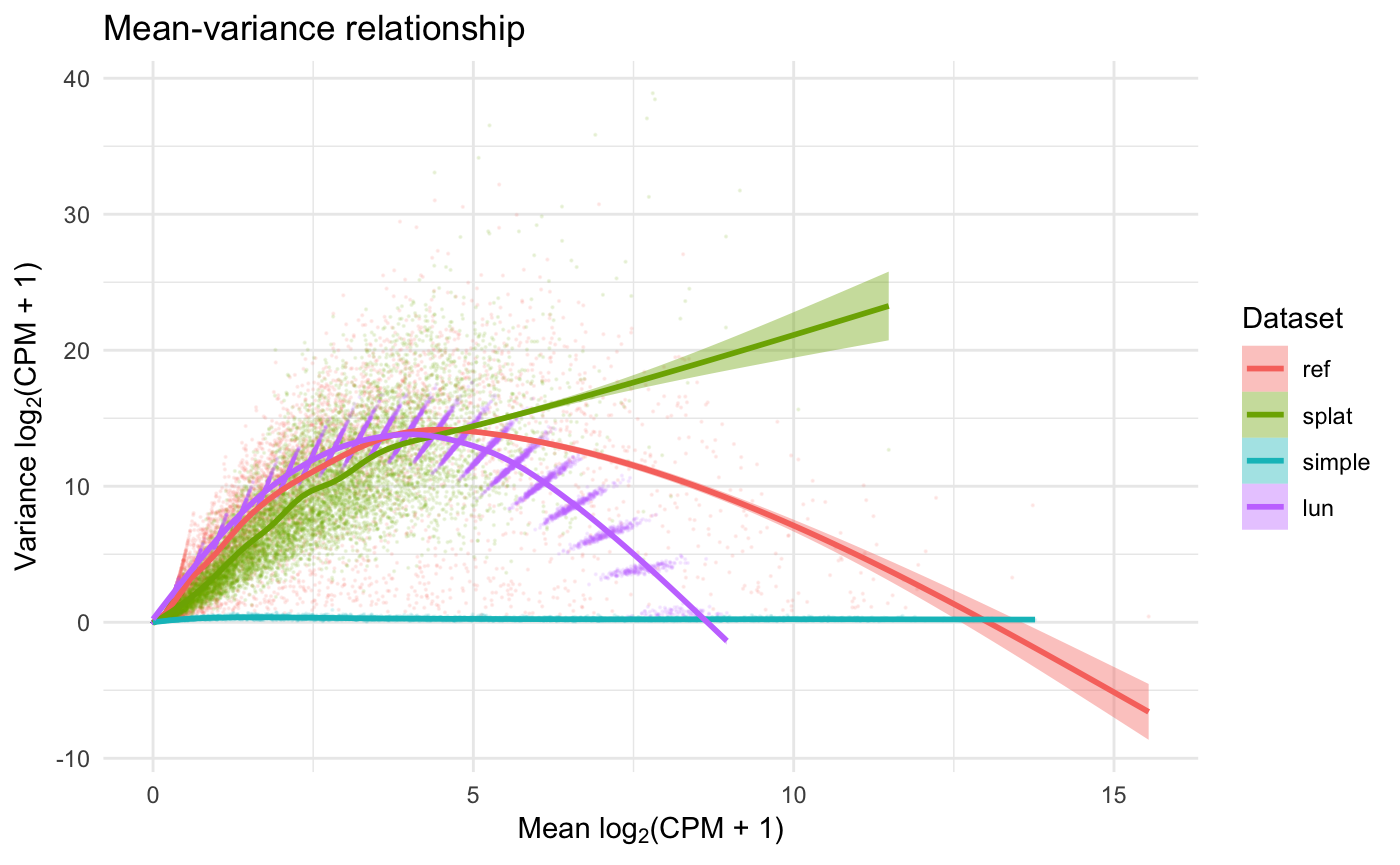 Mean-variance relationship
40
30
20
10
0
-10
Variance log₂(CPM + 1)
0 5 10 15
Mean log₂(CPM + 1)
Dataset
ref
splat
simple
lun